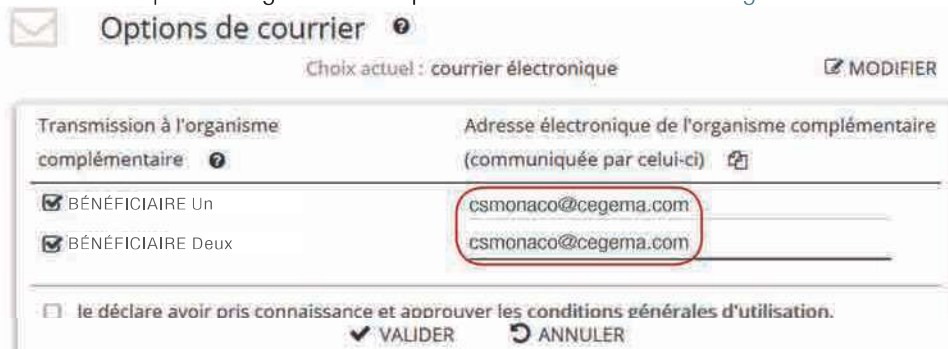 Options de courrier
Choix actuel : courrier électronique
MODIFIER
Transmission à l'organisme complémentaire
Adresse électronique de l'organisme complémentaire (communiquée par celui-ci)
BÉNÉFICIAIRE Un
csmonaco@cegema.com
BÉNÉFICIAIRE Deux
csmonaco@cegema.com
Je déclare avoir pris connaissance et approuver les conditions générales d'utilisation.
VALIDER
ANNULER